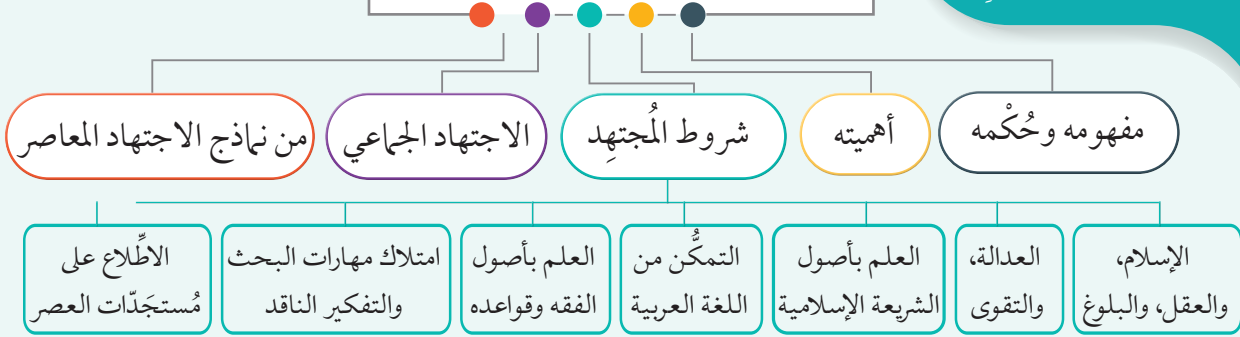 مفهومه وحُكْمه
أهميته
شروط المُجتهِد
الاجتهاد الجماعي
من نماذج الاجتهاد المعاصر
الإسلام،
والعقل، والبلوغ
العدالة،
والتقوى
العلم بأصول
الشريعة الإسلامية
التمكُّن من
اللغة العربية
العلم بأصول
الفقه وقواعده
امتلاك مهارات البحث
والتفكير الناقد
الاطِّلاع على
مُستجَدّات العصر